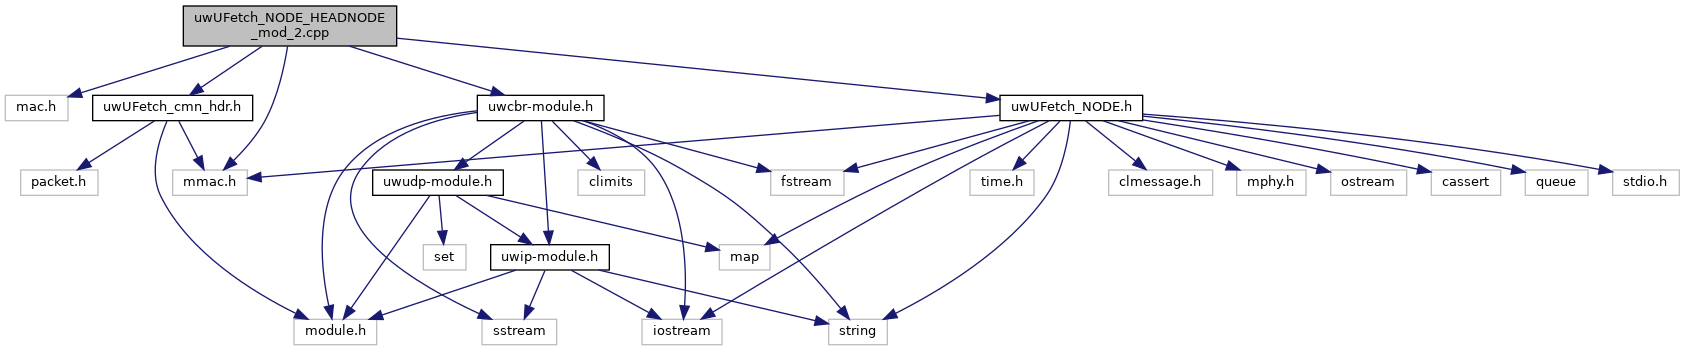 uwUFetch_NODE_HEADNODE
_mod_2.cpp
mac.h
uwUFetch_cmn_hdr.h
uwcbr-module.h
uwUFetch_NODE.h
packet.h
mmac.h
uwudp-module.h
climits
fstream
time.h
clmessage.h
mphy.h
ostream
cassert
queue
stdio.h
set
uwip-module.h
map
module.h
sstream
iostream
string